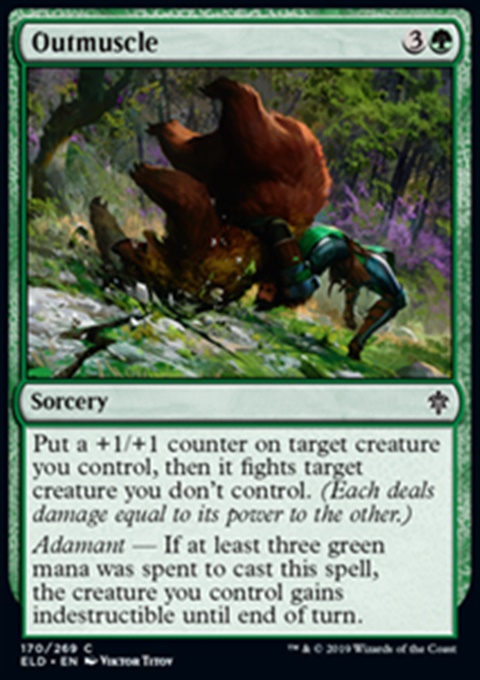 Outmuscle 3
Sorcery
Put a +1/+1 counter on target creature
you control, then it fights target
creature you don't control. (Each deals
damage equal to its power to the other.)
Adamant — If at least three green
mana was spent to cast this spell,
the creature you control gains
indestructible until end of turn.
170/269 C
ELD • EN Viktor Titov
™ & © 2019 Wizards of the Coast